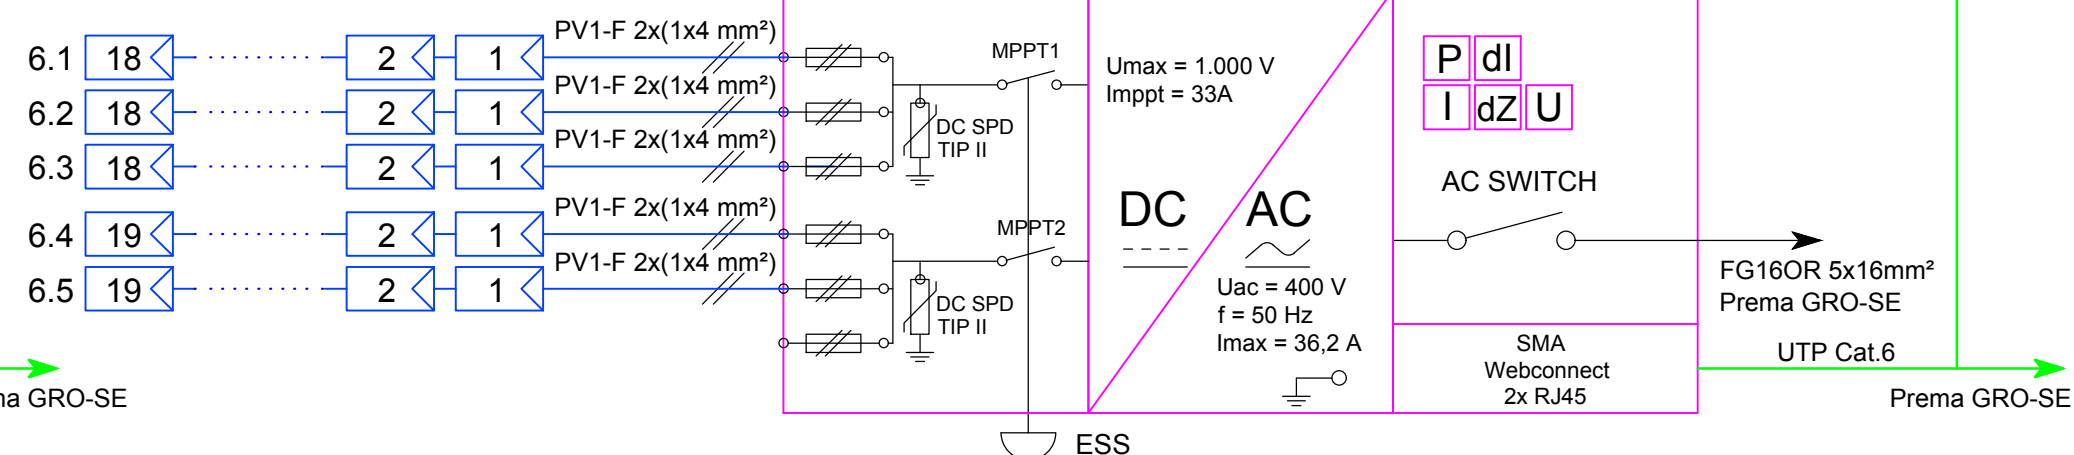 6.1 18 2 1 PV1-F 2x(1x4 mm²)
6.2 18 2 1 PV1-F 2x(1x4 mm²)
6.3 18 2 1 PV1-F 2x(1x4 mm²)
6.4 19 2 1 PV1-F 2x(1x4 mm²)
6.5 19 2 1 PV1-F 2x(1x4 mm²)
MPPT1
DC SPD
TIP II
MPPT2
DC SPD
TIP II
ESS
Umax = 1.000 V
Imppt = 33A
DC AC
Uac = 400 V
f = 50 Hz
Imax = 36,2 A
P dI
I dZ U
AC SWITCH
SMA
Webconnect
2x RJ45
FG16OR 5x16mm²
Prema GRO-SE
UTP Cat.6
Prema GRO-SE
GRO-SE